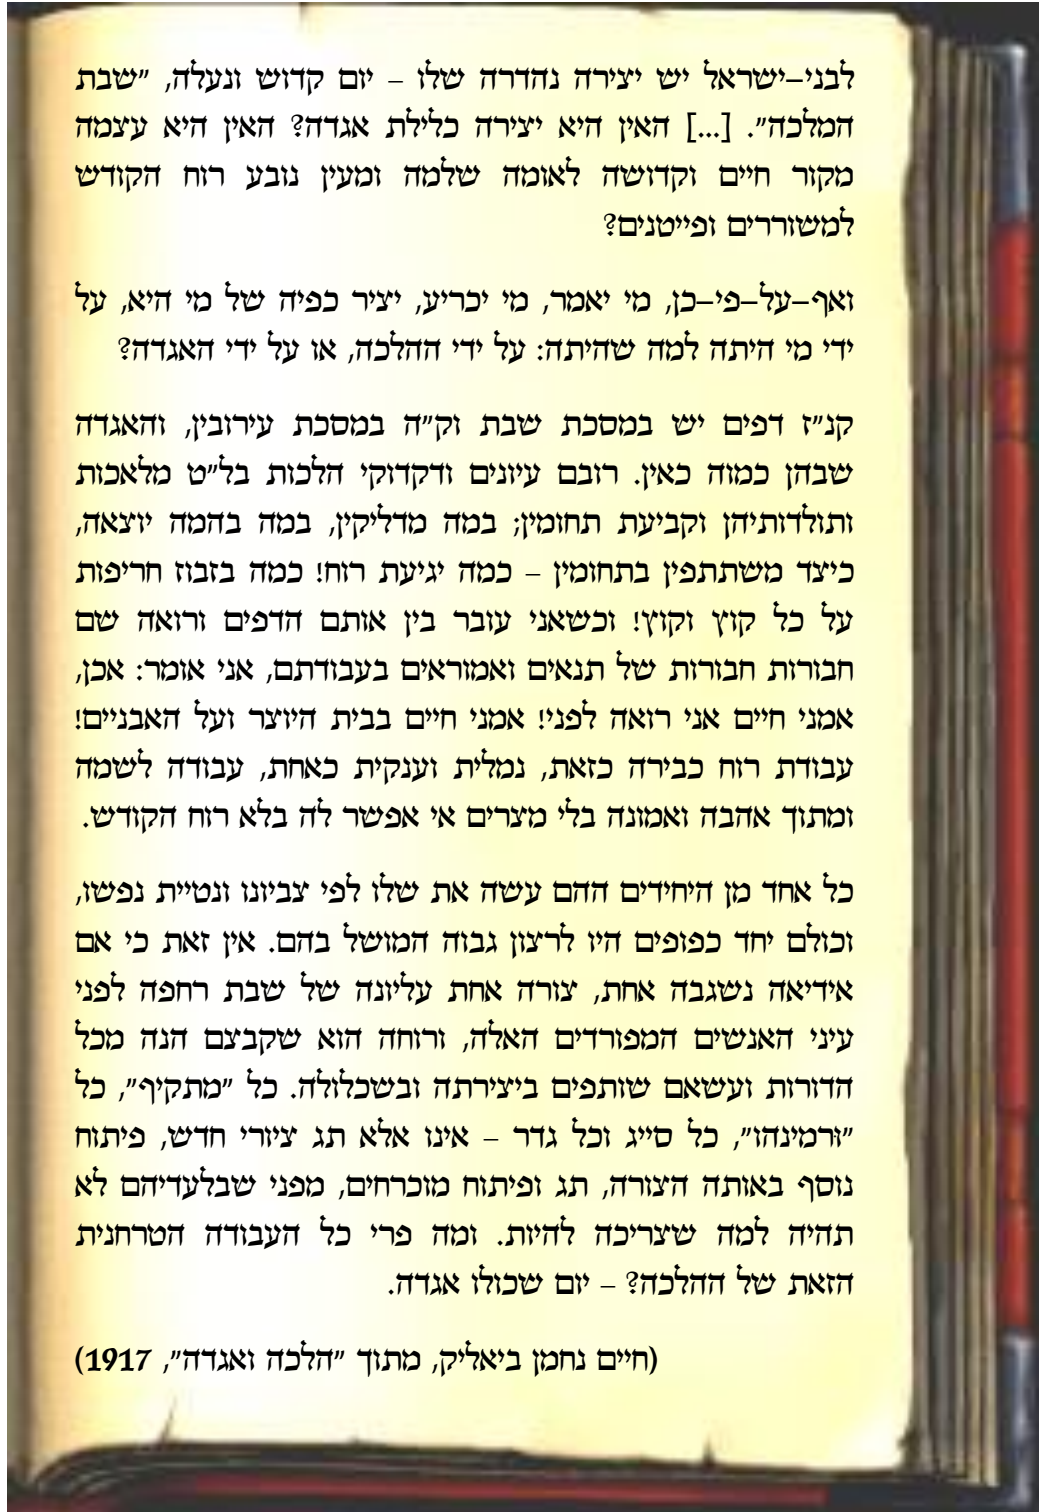 לבני-ישראל יש יצירה נהדרה שלו – יום קדוש ונעלה, "שבת
המלכה". [...] האין היא יצירה כלילת אגדה? האין היא עצמה
מקור חיים וקדושה לאומה שלמה ומעין נובע רוח הקודש
למשוררים ופייטנים?
ואף-על-פי-כן, מי יאמר, מי יכריע, יציר כפיה של מי היא, על
ידי מי היתה למה שהיתה: על ידי ההלכה, או על ידי האגדה?
קנ"ז דפים יש במסכת שבת וק"ה במסכת עירובין, והאגדה
שבהן כמוה כאין. רובם עיונים ודקדוקי הלכות בל"ט מלאכות
ותולדותיהן וקביעת תחומין; במה מדליקין, במה בהמה יוצאה,
כיצד משתתפין בתחומין – כמה יגיעת רוח! כמה בזבוז חריפות
על כל קוץ וקוץ! וכשאני עובר בין אותם הדפים ורואה שם
חבורות חבורות של תנאים ואמוראים בעבודתם, אני אומר: אכן,
אמני חיים אני רואה לפני! אמני חיים בבית היוצר ועל האבניים!
עבודת רוח כבירה כזאת, נמלית וענקית כאחת, עבודה לשמה
ומתוך אהבה ואמונה בלי מצרים אי אפשר לה בלא רוח הקודש.
כל אחד מן היחידים ההם עשה את שלו לפי צביונו ונטיית נפשו,
וכולם יחד כפופים היו לרצון גבוה המושל בהם. אין זאת כי אם
אידיאה נשגבה אחת, צורה אחת עליונה של שבת רחפה לפני
עיני האנשים המפורדים האלה, ורוחה הוא שקבצם הנה מכל
הדורות ועשאם שותפים ביצירתה ובשכלולה. כל "מתקיף", כל
"ורמינהו", כל סייג וכל גדר – אינו אלא תג ציורי חדש, פיתוח
נוסף באותה הצורה, תג ופיתוח מוכרחים, מפני שבלעדיהם לא
תהיה למה שצריכה להיות. ומה פרי כל העבודה הטרחנית
הזאת של ההלכה? – יום שכולו אגדה.
(חיים נחמן ביאליק, מתוך "הלכה ואגדה", 1917)